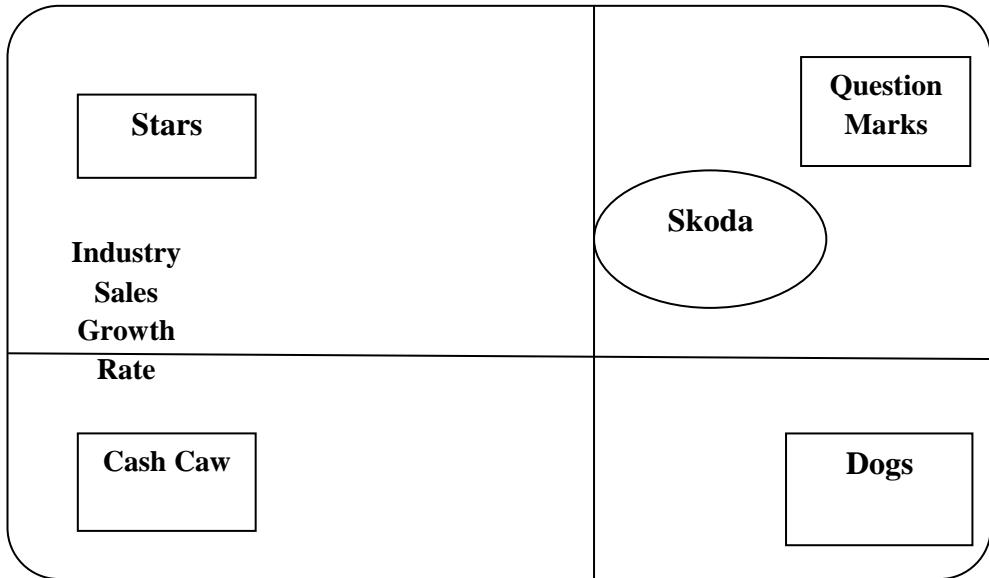 Stars
Question
Marks
Skoda
Industry
Sales
Growth
Rate
Cash Caw
Dogs